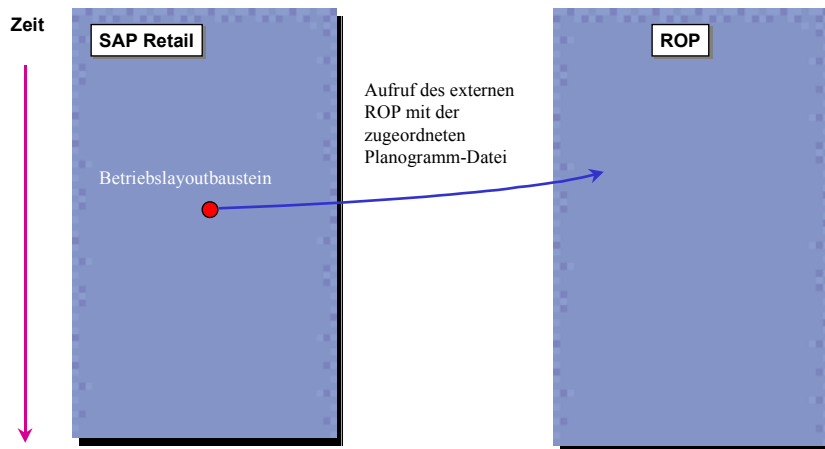 Zeit
SAP Retail
ROP
Aufruf des externen
ROP mit der
zugeordneten
Planogramm-Datei
Betriebslayoutbaustein